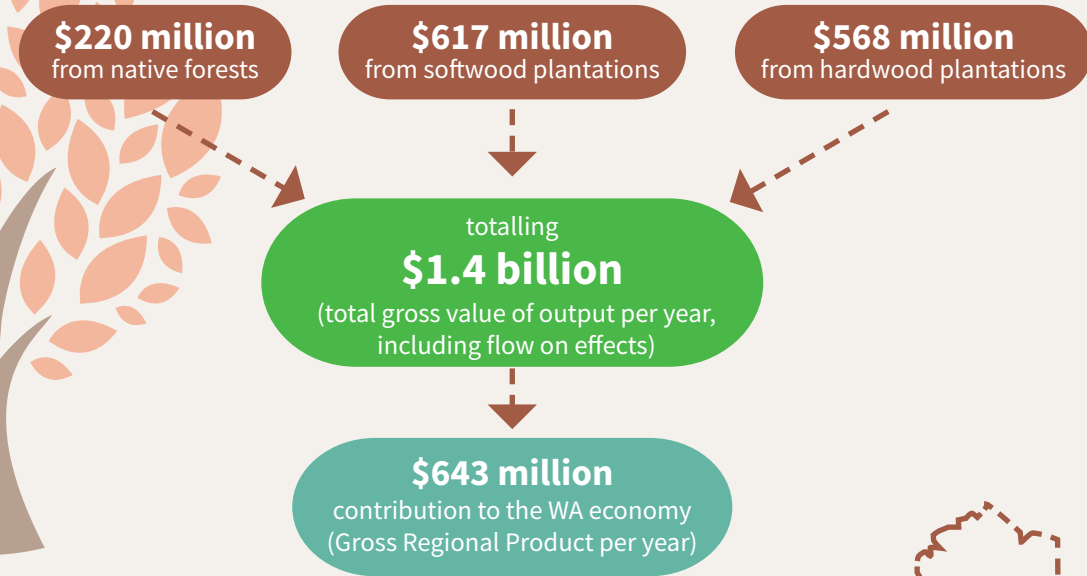 $220 million
from native forests
$617 million
from softwood plantations
$568 million
from hardwood plantations
totalling
$1.4 billion
(total gross value of output per year,
including flow on effects)
$643 million
contribution to the WA economy
(Gross Regional Product per year)